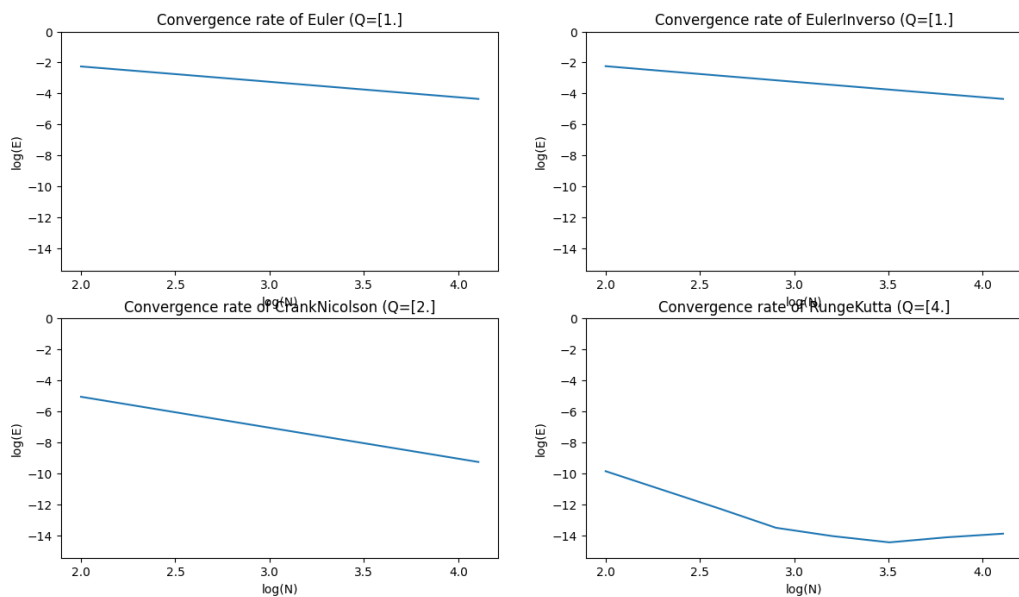 Convergence rate of Euler (Q=[1.]
0
−2
−4
−6
−8
−10
−12
−14
log(E)
2.0 2.5 3.0 3.5 4.0
log(N)
Convergence rate of EulerInverso (Q=[1.]
0
−2
−4
−6
−8
−10
−12
−14
log(E)
2.0 2.5 3.0 3.5 4.0
log(N)
Convergence rate of CrankNicolson (Q=[2.]
0
−2
−4
−6
−8
−10
−12
−14
log(E)
2.0 2.5 3.0 3.5 4.0
log(N)
Convergence rate of RungeKutta (Q=[4.]
0
−2
−4
−6
−8
−10
−12
−14
log(E)
2.0 2.5 3.0 3.5 4.0
log(N)